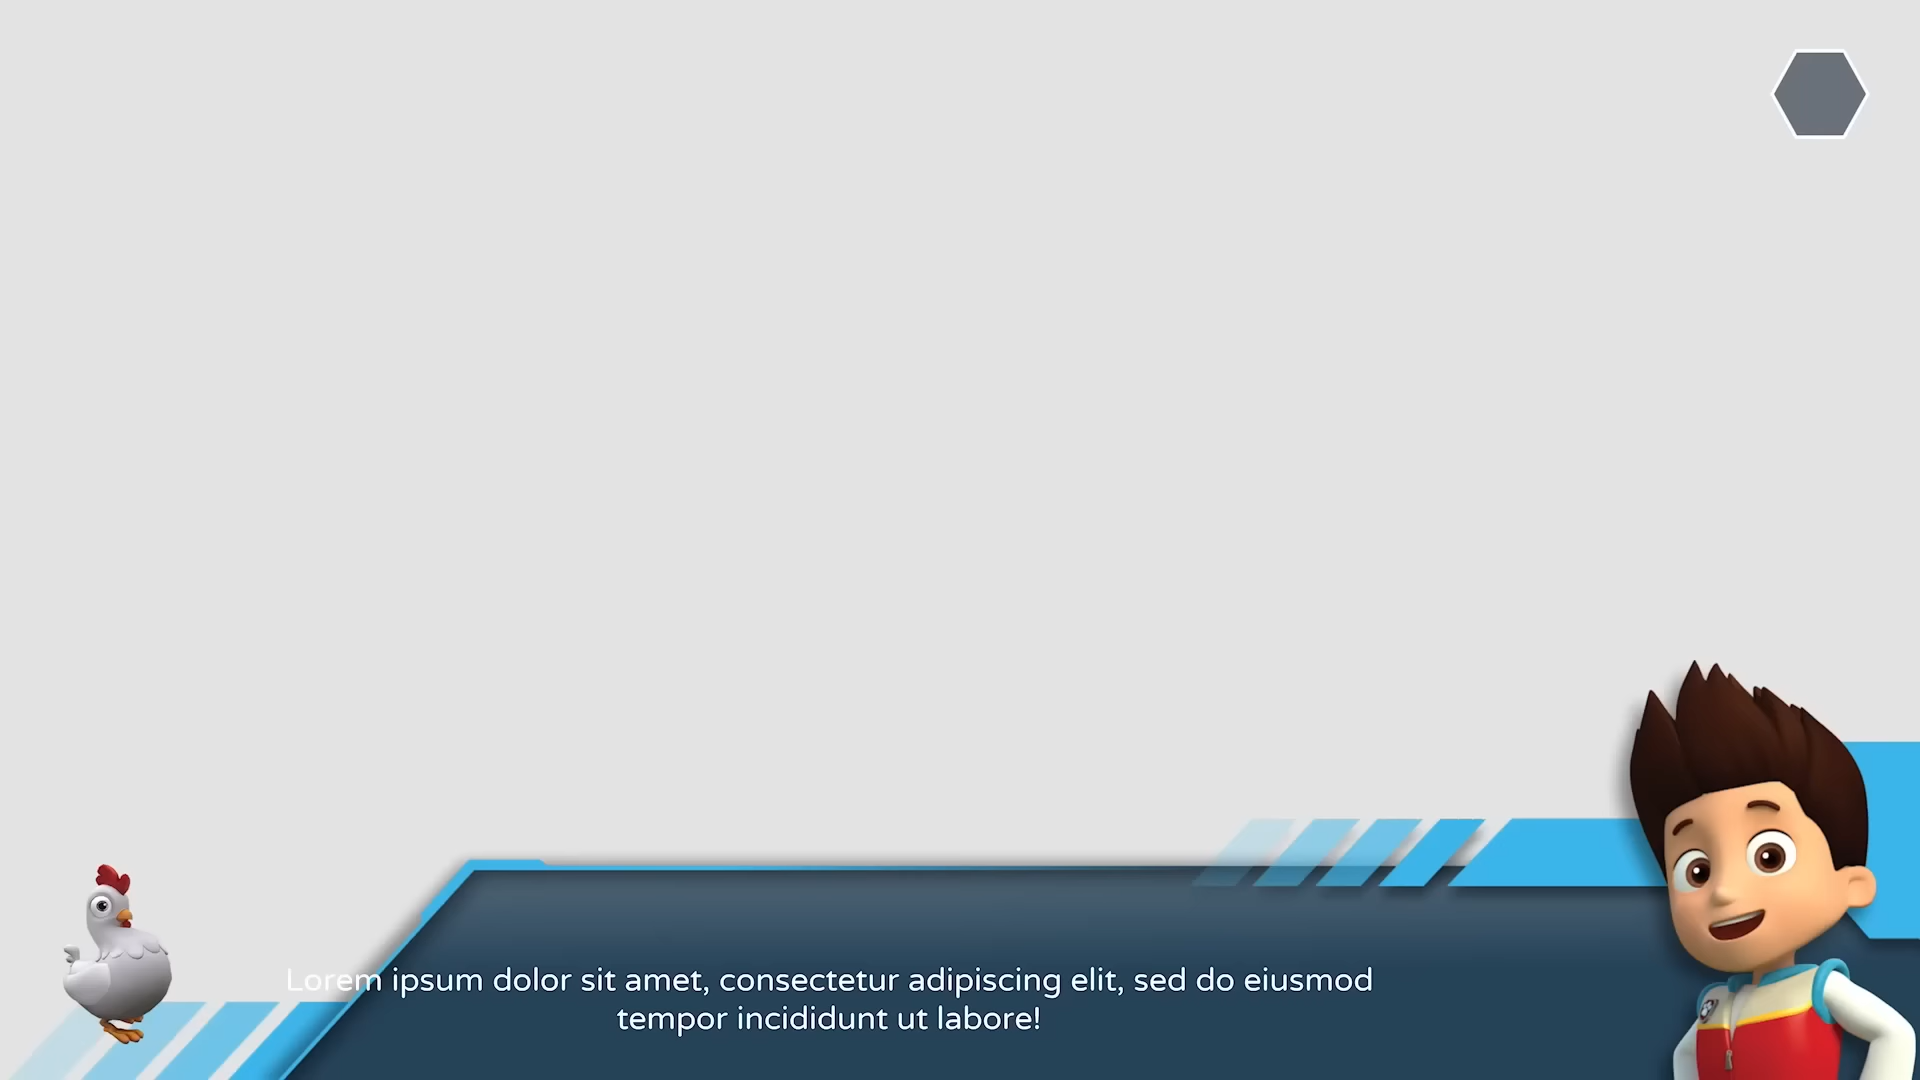 Lorem ipsum dolor sit amet, consectetur adipiscing elit, sed do eiusmod
tempor incididunt ut labore!